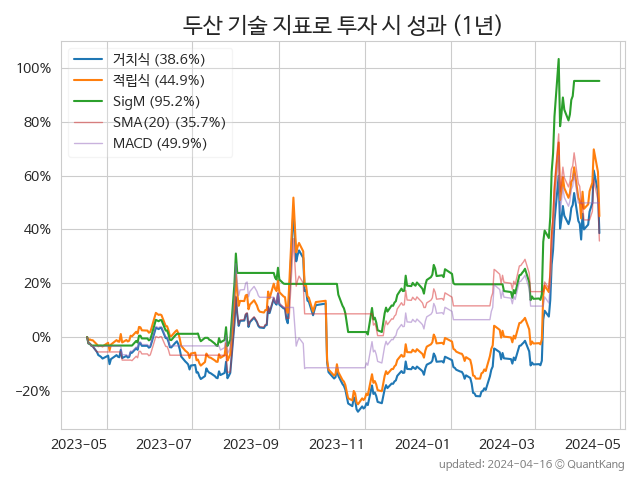 두산 기술 지표로 투자 시 성과 (1년)
거치식 (38.6%)
적립식 (44.9%)
SigM (95.2%)
SMA(20) (35.7%)
MACD (49.9%)
100%
80%
60%
40%
20%
0%
−20%
2023-05 2023-07 2023-09 2023-11 2024-01 2024-03 2024-05
updated: 2024-04-16 © QuantKang